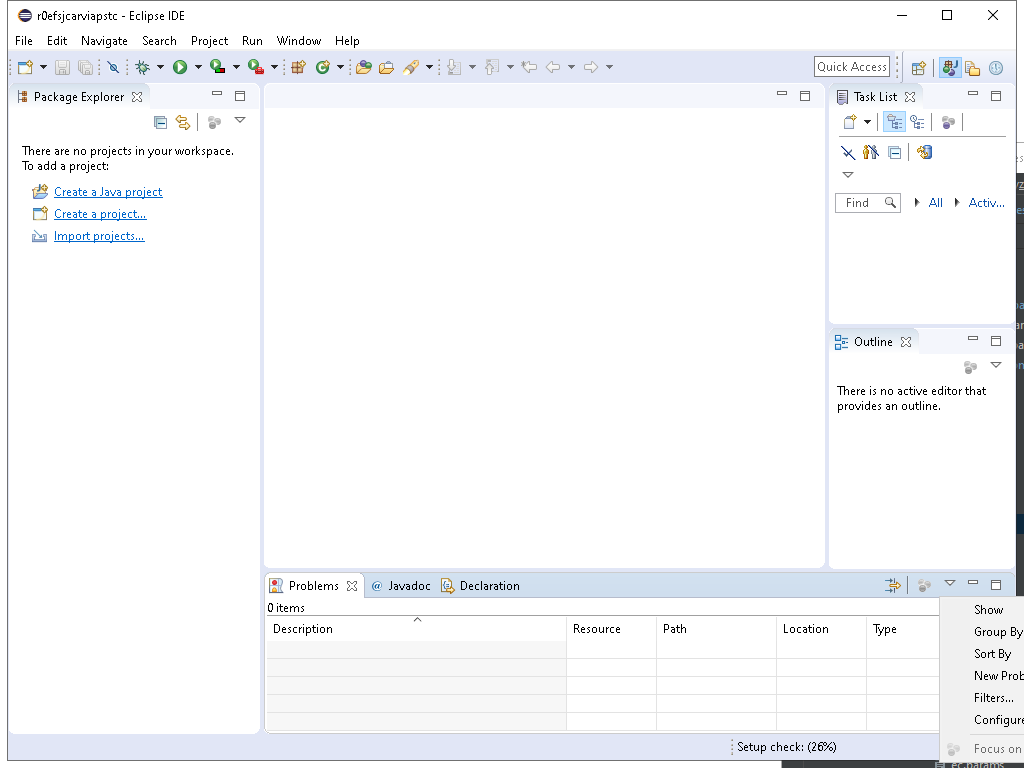 r0efsjcarviapstc - Eclipse IDE
File Edit Navigate Search Project Run Window Help
Quick Access
Package Explorer
There are no projects in your workspace.
To add a project:
Create a Java project
Create a project...
Import projects...
Task List
Find
All
Activ...
Outline
There is no active editor that
provides an outline.
Problems
@ Javadoc
Declaration
0 items
Description Resource Path Location Type
Show
Group By
Sort By
New Prob
Filters...
Configure
Focus on
Setup check: (26%)
ec.params